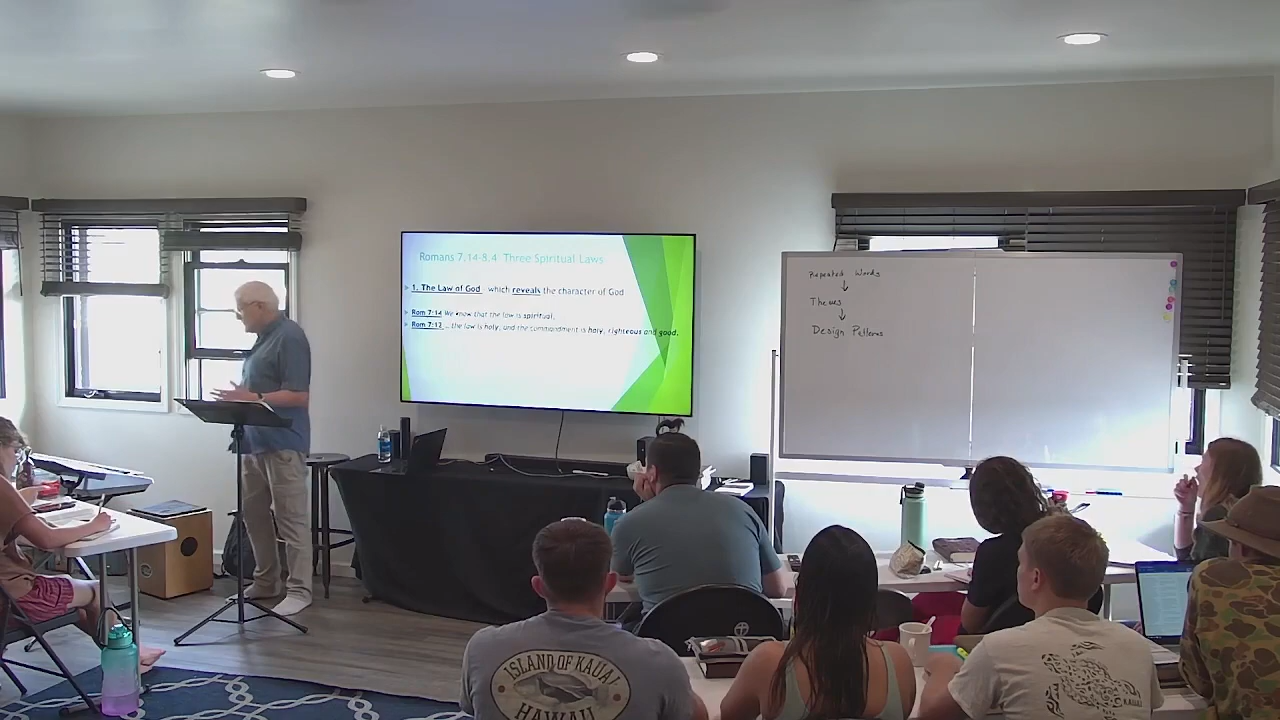 Romans 7.14-8.4 Three Spiritual Laws
1. The Law of God which reveals the character of God
Rom 7:14 We know that the law is spiritual,
Rom 7:12 ... the law is holy, and the commandment is holy, righteous and good.
Repeated Words
↓
Themes
↓
Design Patterns
ISLAND OF KAUAI
HAWAII
KAUAI